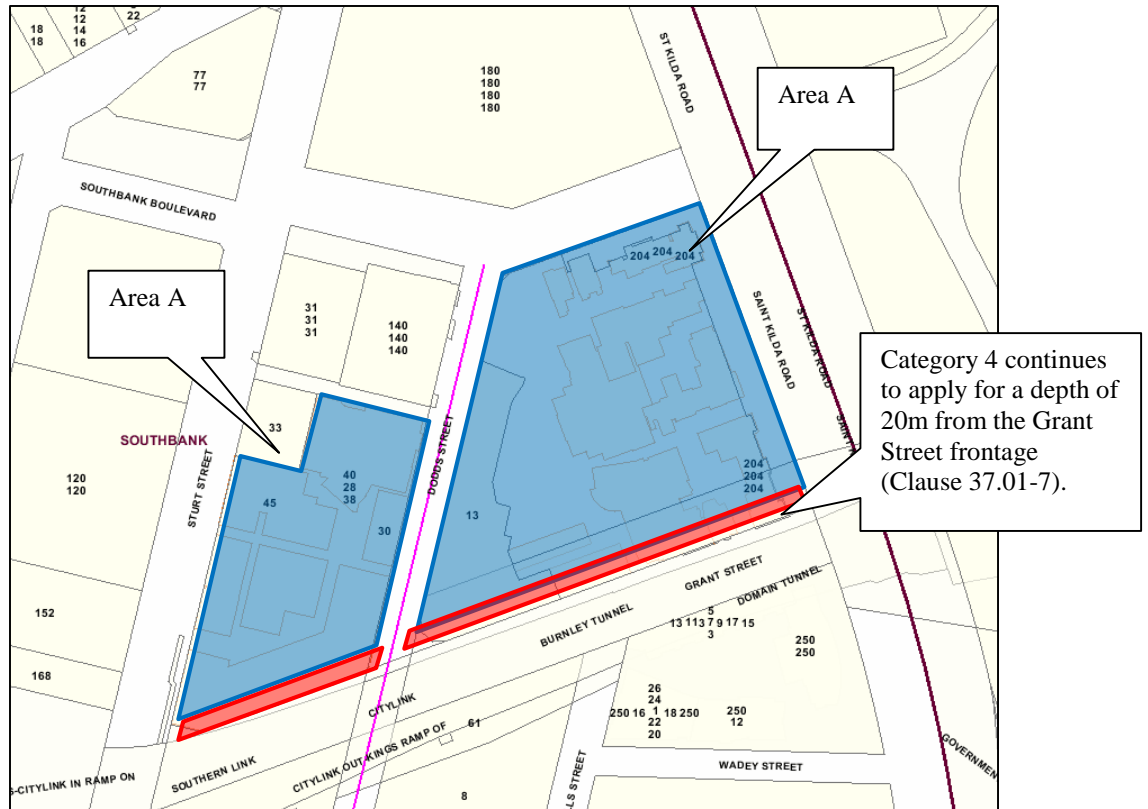 12
12
14
16
22
18
18
77
77
180
180
180
180
ST KILDA ROAD
Area A
SOUTHBANK BOULEVARD
204 204 204
Area A
31
31
31
140
140
140
SAINT KILDA ROAD
ST KILDA ROAD
Category 4 continues
to apply for a depth of
20m from the Grant
Street frontage
(Clause 37.01-7).
33
SOUTHBANK
DODDS STREET
120
120
STURT STREET
40
28
38
45
30
13
204
204
204
GRANT STREET
DOMAIN TUNNEL
BURNLEY TUNNEL
5
13 113 7 9 17 15
3
250
250
152
168
26
24
250 16 1 18 250
22
20
250
12
CITYLINK
61
CITYLINK OUT KINGS RAMP OF
SOUTHERN LINK
S-CITYLINK IN RAMP ON
LLS STREET
WADEY STREET
GOVERNMEN
8